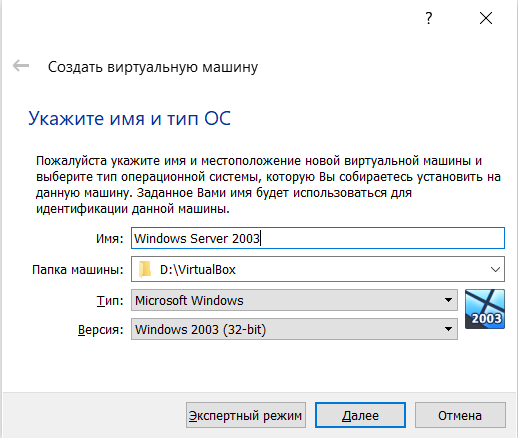 ?
Создать виртуальную машину
Укажите имя и тип ОС
Пожалуйста укажите имя и местоположение новой виртуальной машины и
выберите тип операционной системы, которую Вы собираетесь установить на
данную машину. Заданное Вами имя будет использоваться для
идентификации данной машины.
Имя: Windows Server 2003
Папка машины: D:\VirtualBox
Тип: Microsoft Windows
2003
Версия: Windows 2003 (32-bit)
Экспертный режим Далее Отмена